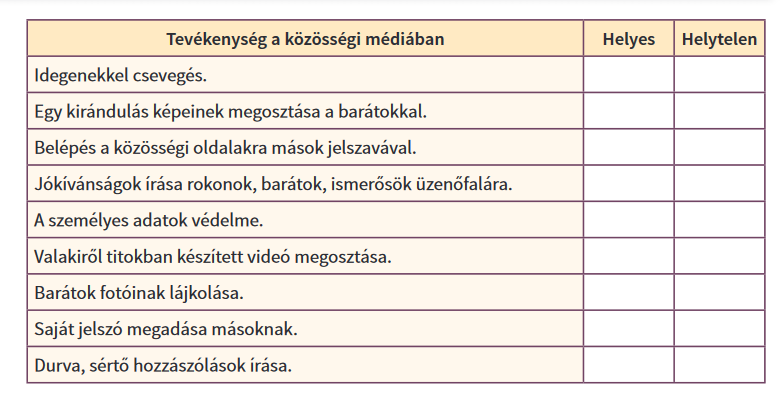 Tevékenység a közösségi médiában Helyes Helytelen
Idegenekkel csevegés.
Egy kirándulás képeinek megosztása a barátokkal.
Belépés a közösségi oldalakra mások jelszavával.
Jókívánságok írása rokonok, barátok, ismerősök üzenőfalára.
A személyes adatok védelme.
Valakiről titokban készített videó megosztása.
Barátok fotóinak lájkolása.
Saját jelszó megadása másoknak.
Durva, sértő hozzászólások írása.